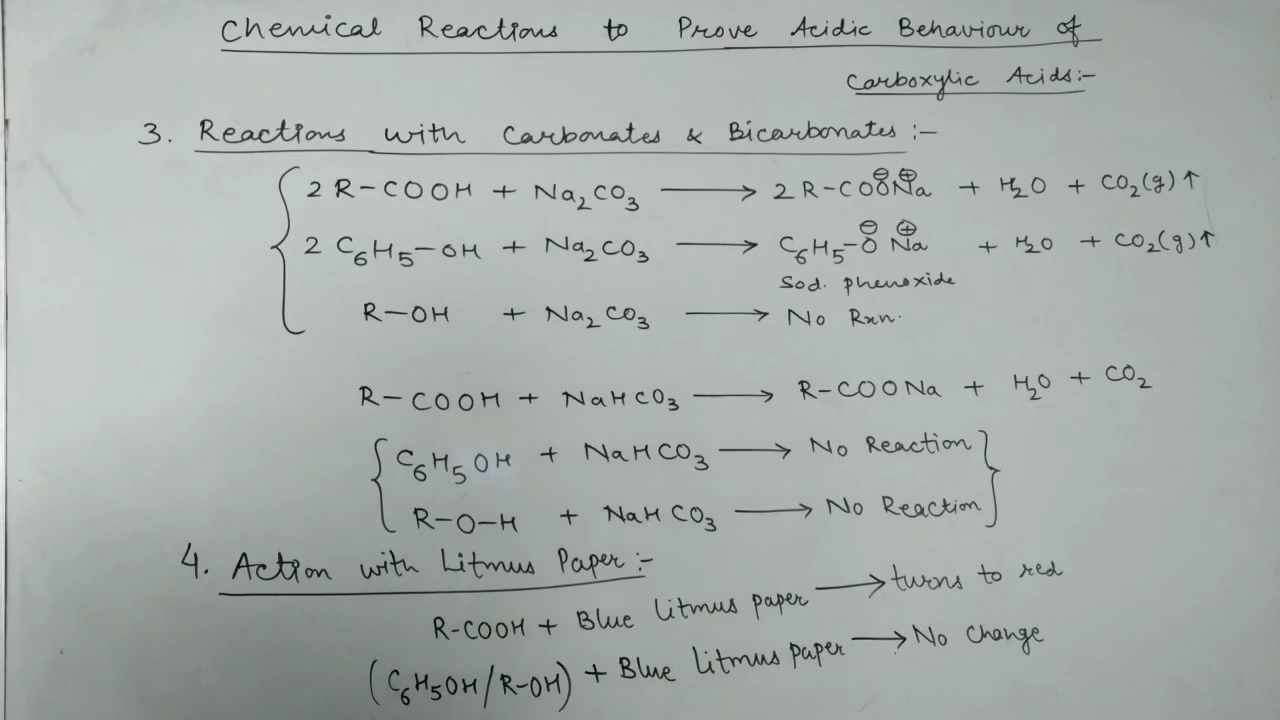 Chemical Reactions to Prove Acidic Behaviour of
Carboxylic Acids:-
3. Reactions with Carbonates & Bicarbonates :-
2 R-COOH + Na₂CO₃ ⟶ 2 R-COO⊖Na⊕ + H₂O + CO₂(g)↑
2 C₆H₅-OH + Na₂CO₃ ⟶ C₆H₅-O⊖ Na⊕ + H₂O + CO₂(g)↑
Sod. phenoxide
R-OH + Na₂CO₃ ⟶ No Rxn.
R-COOH + NaHCO₃ ⟶ R-COONa + H₂O + CO₂
C₆H₅OH + NaHCO₃ ⟶ No Reaction
R-O-H + NaHCO₃ ⟶ No Reaction
4. Action with Litmus Paper :-
R-COOH + Blue litmus paper ⟶ turns to red
(C₆H₅OH/R-OH) + Blue litmus paper ⟶ No change